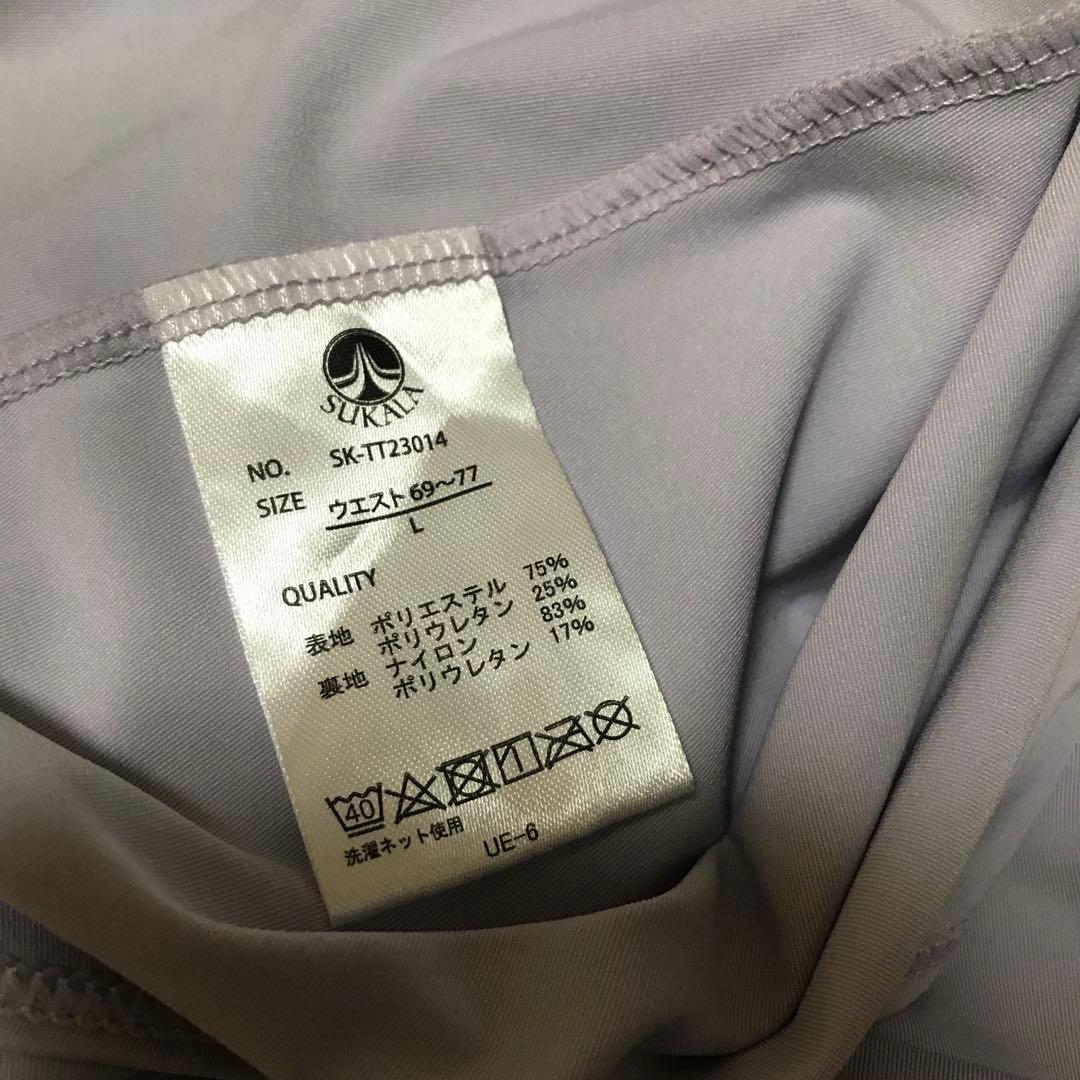 SUKALA
NO. SK-TT23014
SIZE ウエスト 69〜77
L
QUALITY
表地 ポリエステル 75%
ポリウレタン 25%
裏地 ナイロン 83%
ポリウレタン 17%
40
洗濯ネット使用
UE-6